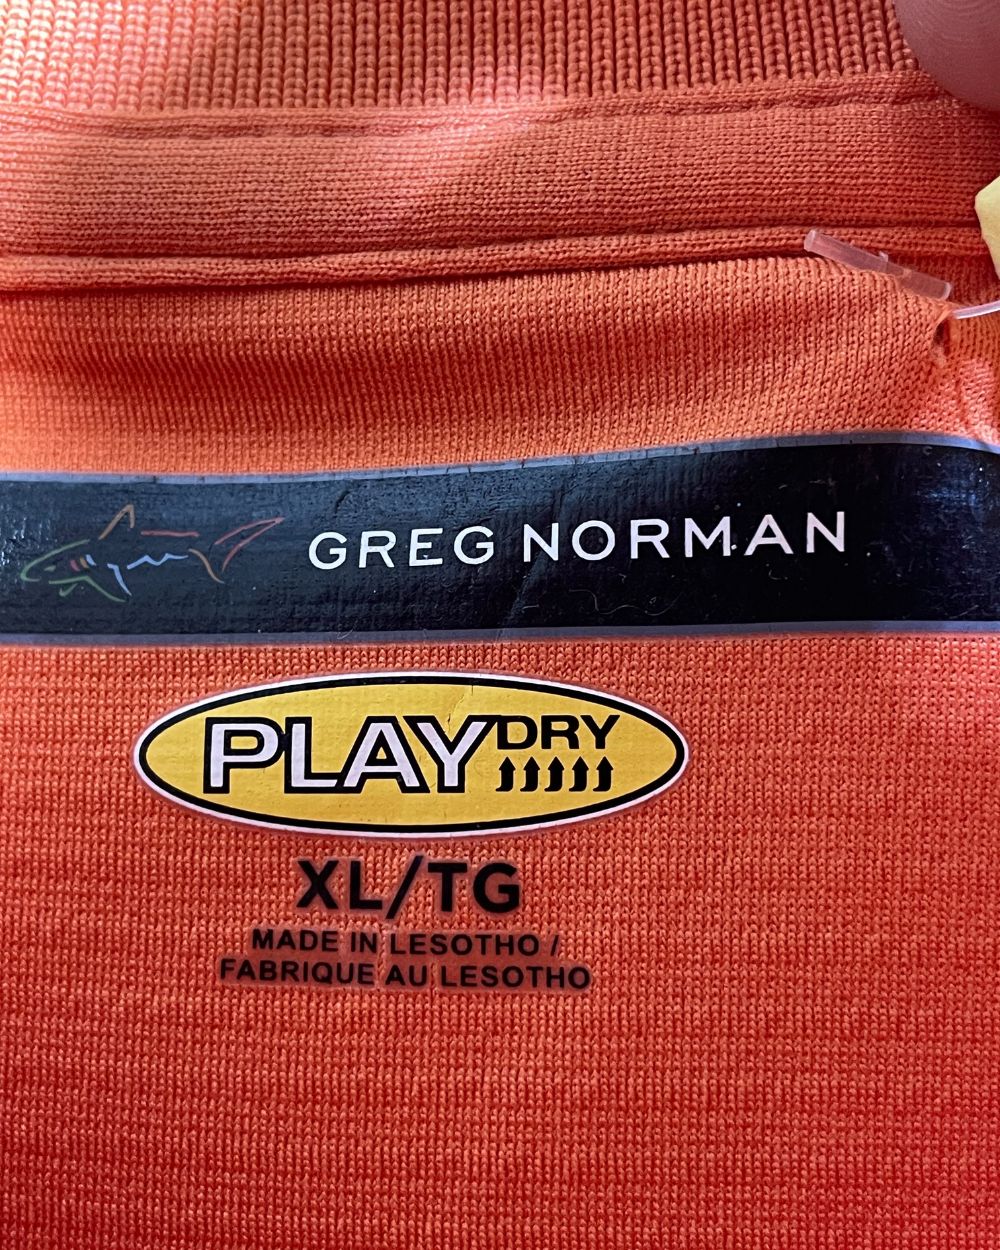 GREG NORMAN
PLAYDRY
XL/TG
MADE IN LESOTHO /
FABRIQUE AU LESOTHO